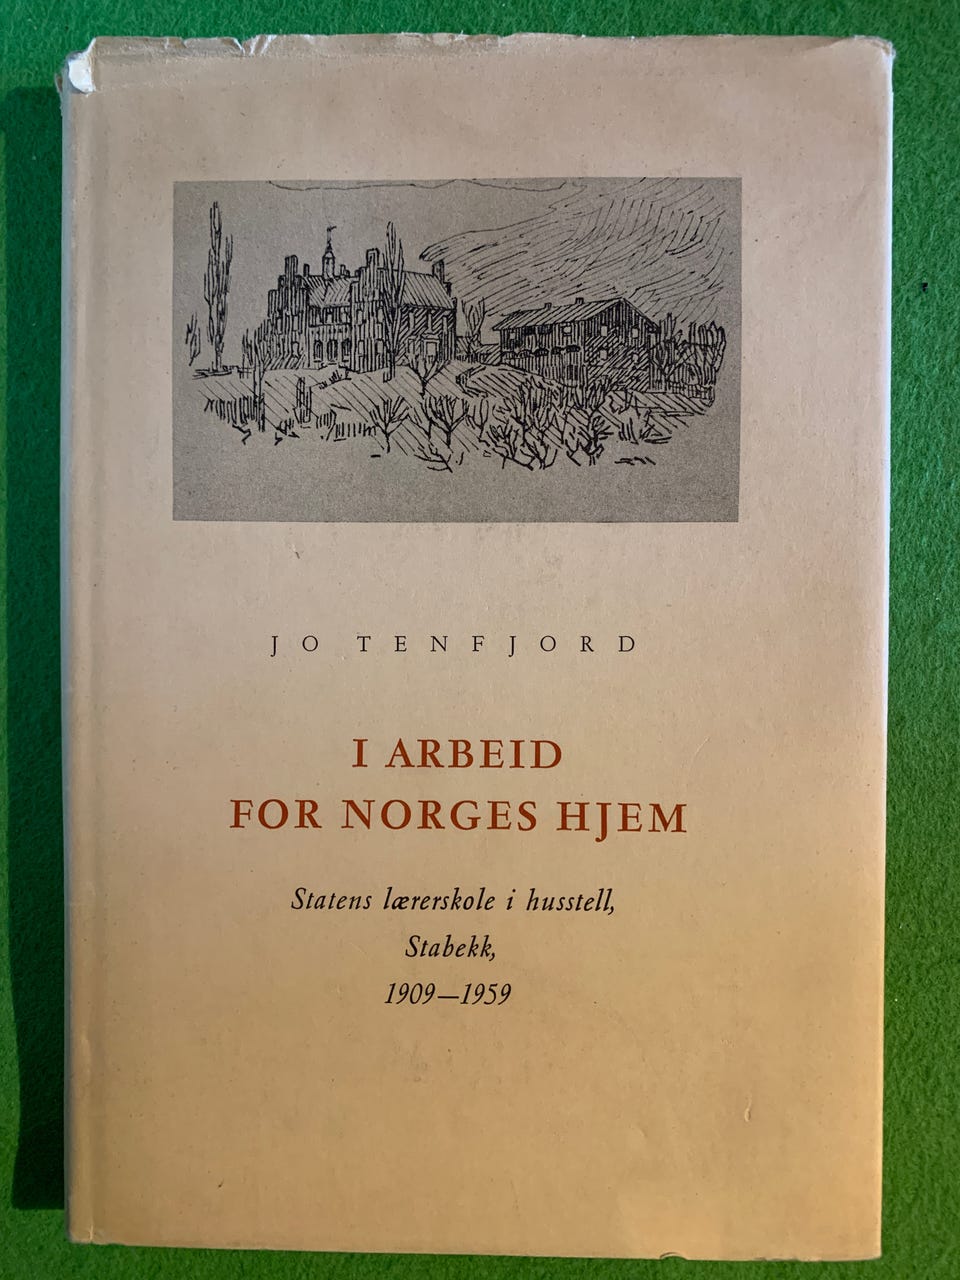 JO TENFJORD
I ARBEID
FOR NORGES HJEM
Statens lærerskole i husstell,
Stabekk,
1909—1959